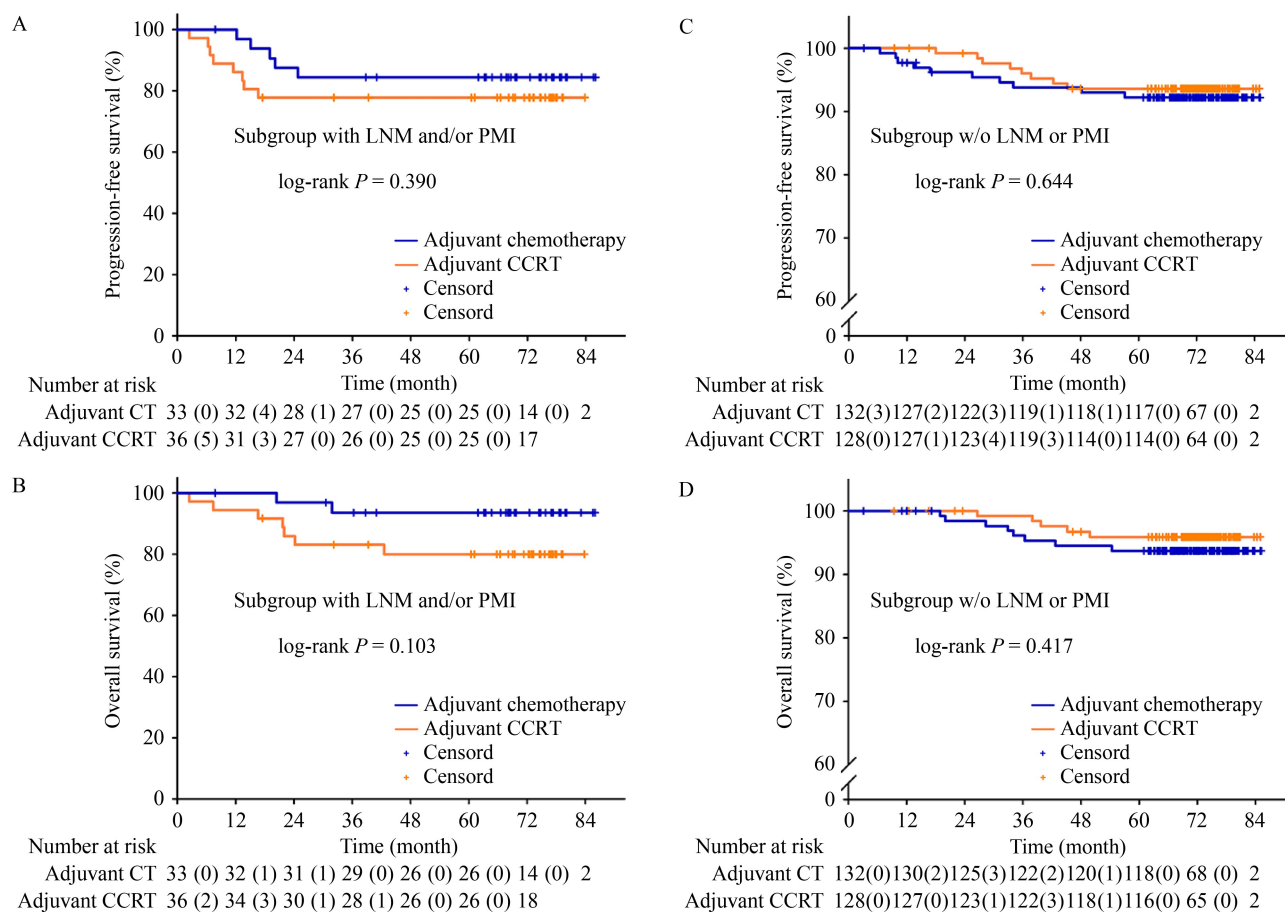 A
100
80
60
40
20
0
Progression-free survival (%)
Subgroup with LNM and/or PMI
log-rank P = 0.390
Adjuvant chemotherapy
Adjuvant CCRT
Censord
Censord
0 12 24 36 48 60 72 84
Time (month)
Number at risk
Adjuvant CT 33 (0) 32 (4) 28 (1) 27 (0) 25 (0) 25 (0) 14 (0) 2
Adjuvant CCRT 36 (5) 31 (3) 27 (0) 26 (0) 25 (0) 25 (0) 17
B
100
80
60
40
20
0
Overall survival (%)
Subgroup with LNM and/or PMI
log-rank P = 0.103
Adjuvant chemotherapy
Adjuvant CCRT
Censord
Censord
0 12 24 36 48 60 72 84
Time (month)
Number at risk
Adjuvant CT 33 (0) 32 (1) 31 (1) 29 (0) 26 (0) 26 (0) 14 (0) 2
Adjuvant CCRT 36 (2) 34 (3) 30 (1) 28 (1) 26 (0) 26 (0) 18
C
100
90
80
70
60
0
Progression-free survival (%)
Subgroup w/o LNM or PMI
log-rank P = 0.644
Adjuvant chemotherapy
Adjuvant CCRT
Censord
Censord
0 12 24 36 48 60 72 84
Time (month)
Number at risk
Adjuvant CT 132(3)127(2)122(3)119(1)118(1)117(0) 67 (0) 2
Adjuvant CCRT 128(0)127(1)123(4)119(3)114(0)114(0) 64 (0) 2
D
100
90
80
70
60
0
Overall survival (%)
Subgroup w/o LNM or PMI
log-rank P = 0.417
Adjuvant chemotherapy
Adjuvant CCRT
Censord
Censord
0 12 24 36 48 60 72 84
Time (month)
Number at risk
Adjuvant CT 132(0)130(2)125(3)122(2)120(1)118(0) 68 (0) 2
Adjuvant CCRT 128(0)127(0)123(1)122(3)118(1)116(0) 65 (0) 2